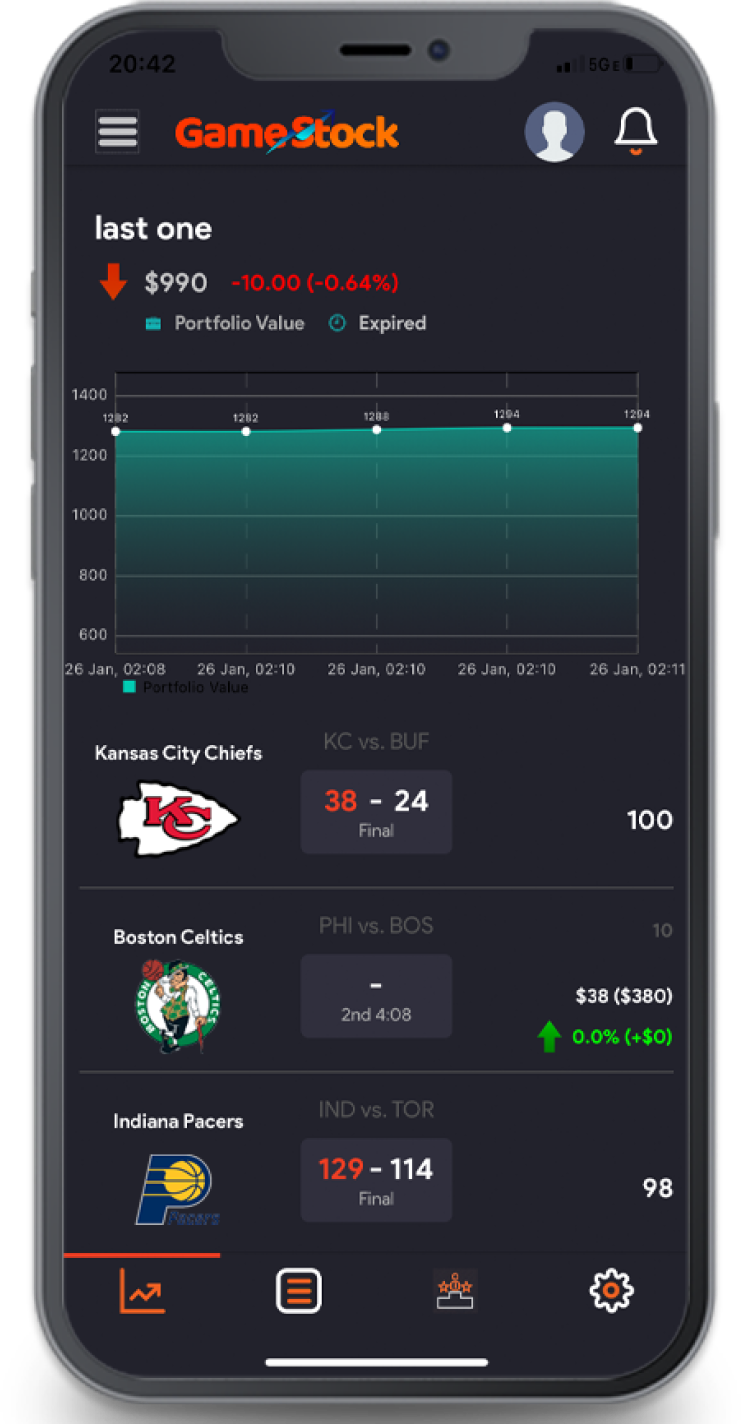 20:42
5GE
GameStock
last one
$990 -10.00 (-0.64%)
Portfolio Value Expired
1400
1282 1282 1288 1294 1294
1200
1000
800
600
26 Jan, 02:08 26 Jan, 02:10 26 Jan, 02:10 26 Jan, 02:10 26 Jan, 02:11
Portfolio Value
KC vs. BUF
Kansas City Chiefs
KC
38 - 24
Final
100
PHI vs. BOS
Boston Celtics
10
BOSTON CELTICS
-
2nd 4:08
$38 ($380)
0.0% (+$0)
IND vs. TOR
Indiana Pacers
129 - 114
Final
Pacers
98